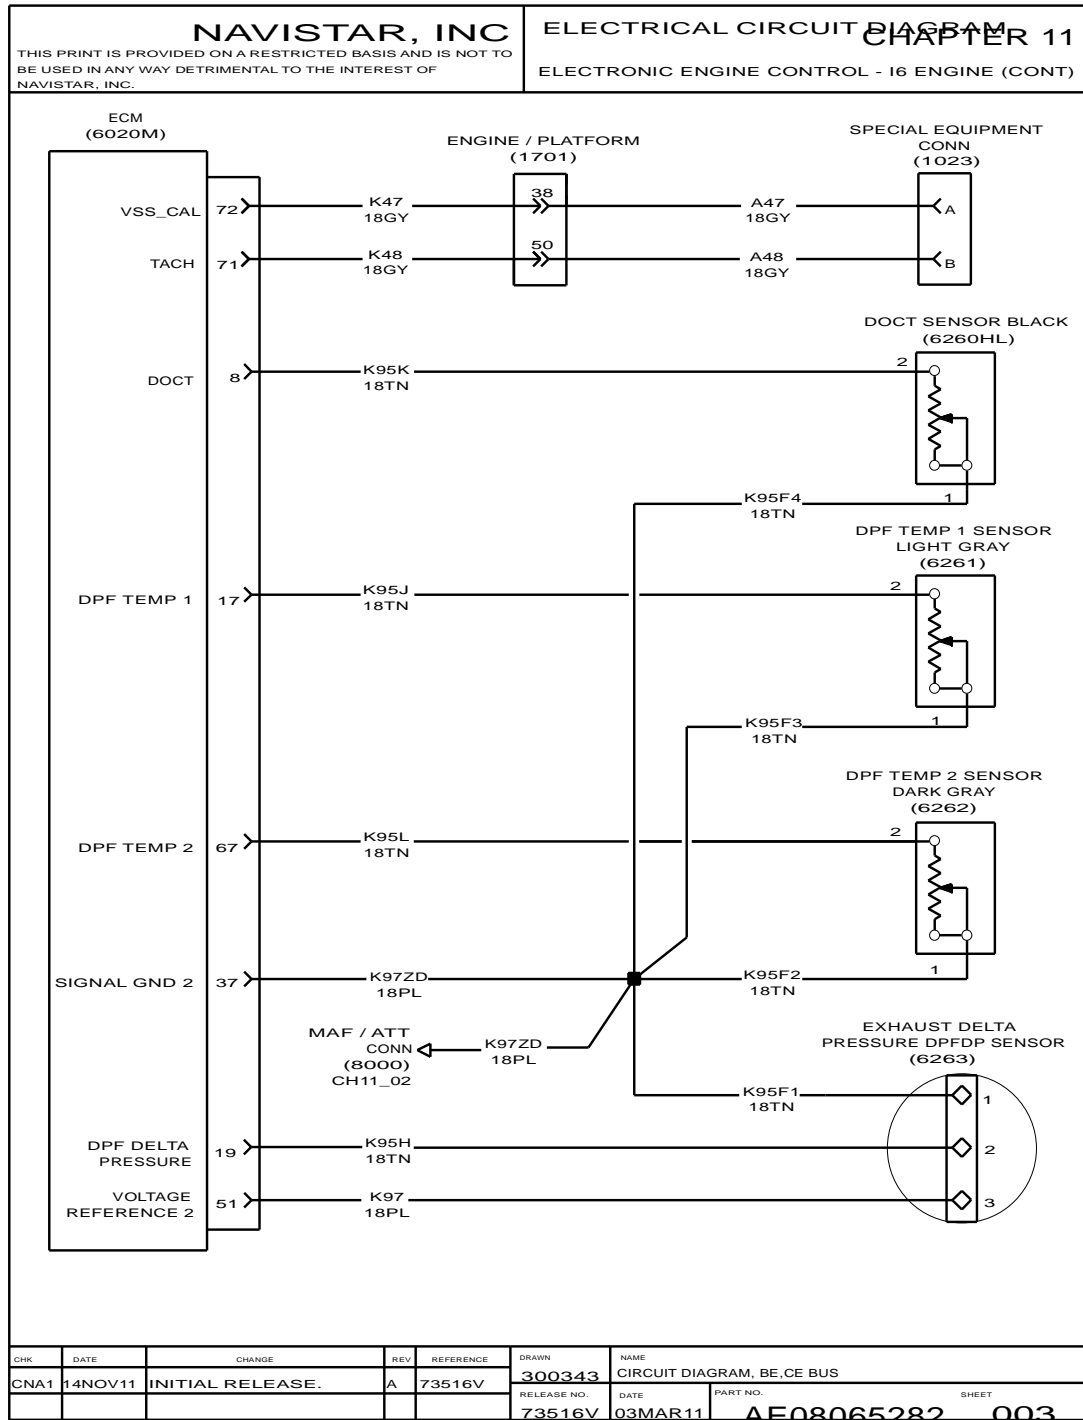 NAVISTAR, INC
THIS PRINT IS PROVIDED ON A RESTRICTED BASIS AND IS NOT TO
BE USED IN ANY WAY DETRIMENTAL TO THE INTEREST OF
NAVISTAR, INC.
ELECTRICAL CIRCUIT DIAGRAM
CHAPTER 11
ELECTRONIC ENGINE CONTROL - I6 ENGINE (CONT)
ECM
(6020M)
ENGINE / PLATFORM
(1701)
SPECIAL EQUIPMENT
CONN
(1023)
VSS_CAL 72 K47 38 A47 A
18GY 18GY
TACH 71 K48 50 A48 B
18GY 18GY
DOCT SENSOR BLACK
(6260HL)
DOCT 8 K95K 2
18TN
K95F4 1
18TN
DPF TEMP 1 SENSOR
LIGHT GRAY
(6261)
DPF TEMP 1 17 K95J 2
18TN
K95F3 1
18TN
DPF TEMP 2 SENSOR
DARK GRAY
(6262)
DPF TEMP 2 67 K95L 2
18TN
SIGNAL GND 2 37 K97ZD K95F2 1
18PL 18TN
MAF / ATT
CONN
(8000)
CH11_02
K97ZD
18PL
EXHAUST DELTA
PRESSURE DPFDP SENSOR
(6263)
K95F1 1
18TN
DPF DELTA
PRESSURE 19 K95H 2
18TN
VOLTAGE
REFERENCE 2 51 K97 3
18PL
CHK DATE CHANGE REV REFERENCE
CNA1 14NOV11 INITIAL RELEASE. A 73516V
DRAWN
300343
NAME
CIRCUIT DIAGRAM, BE,CE BUS
RELEASE NO.
73516V
DATE
03MAR11
PART NO.
AE08065282
SHEET
003